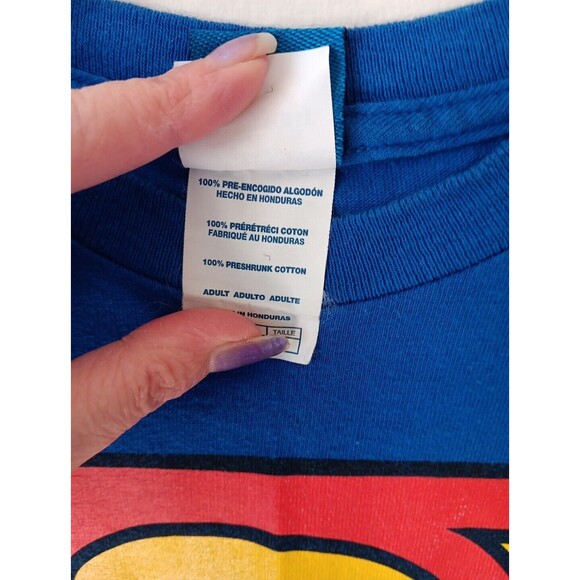 100% PRE-ENCOGIDO ALGODÓN
HECHO EN HONDURAS
100% PRÉRÉTRÉCI COTON
FABRIQUÉ AU HONDURAS
100% PRESHRUNK COTTON
ADULT ADULTO ADULTE
IN HONDURAS
TAILLE